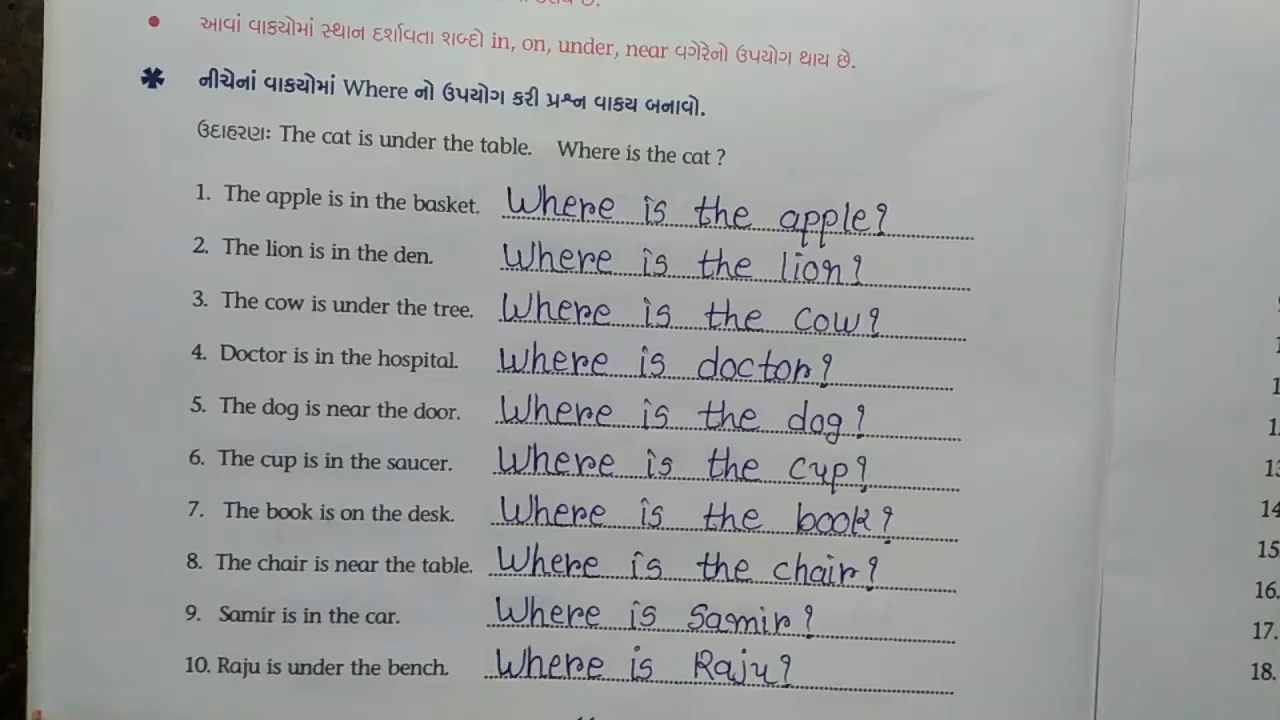 છે.
• આવાં વાક્યોમાં સ્થાન દર્શાવતા શબ્દો in, on, under, near વગેરેનો ઉપયોગ થાય છે.
✱ નીચેનાં વાક્યોમાં Where નો ઉપયોગ કરી પ્રશ્ન વાક્ય બનાવો.
ઉદાહરણઃ The cat is under the table. Where is the cat ?
1. The apple is in the basket. Where is the apple?
2. The lion is in the den. Where is the lion?
3. The cow is under the tree. Where is the cow?
4. Doctor is in the hospital. Where is doctor?
5. The dog is near the door. Where is the dog?
6. The cup is in the saucer. Where is the cup?
7. The book is on the desk. Where is the book?
8. The chair is near the table. Where is the chair?
9. Samir is in the car. Where is Samir?
10. Raju is under the bench. Where is Raju?
14
15
16.
17.
18.